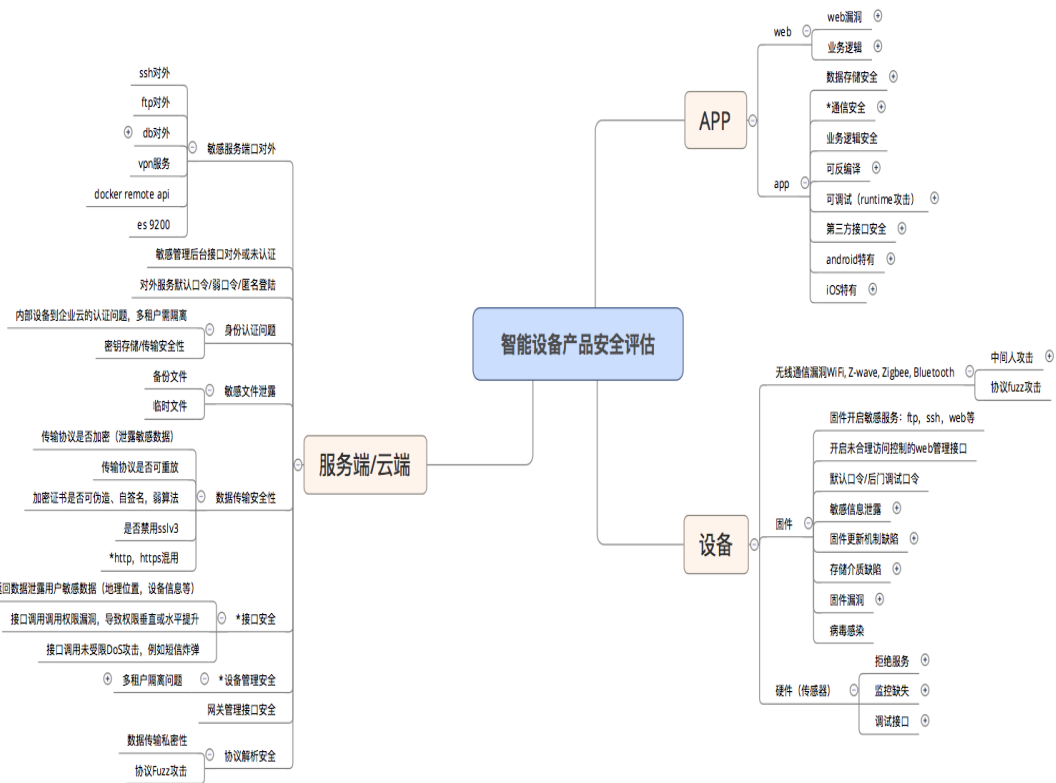 智能设备产品安全评估
APP
web
web漏洞
业务逻辑
app
数据存储安全
*通信安全
业务逻辑安全
可反编译
可调试（runtime攻击）
第三方接口安全
android特有
iOS特有
设备
无线通信漏洞WiFi, Z-wave, Zigbee, Bluetooth
中间人攻击
协议fuzz攻击
固件
固件开启敏感服务：ftp，ssh，web等
开启未合理访问控制的web管理接口
默认口令/后门调试口令
敏感信息泄露
固件更新机制缺陷
存储介质缺陷
固件漏洞
病毒感染
硬件（传感器）
拒绝服务
监控缺失
调试接口
服务端/云端
敏感服务端口对外
ssh对外
ftp对外
db对外
vpn服务
docker remote api
es 9200
敏感管理后台接口对外或未认证
对外服务默认口令/弱口令/匿名登陆
身份认证问题
内部设备到企业云的认证问题，多租户需隔离
密钥存储/传输安全性
敏感文件泄露
备份文件
临时文件
数据传输安全性
传输协议是否加密（泄露敏感数据）
传输协议是否可重放
加密证书是否可伪造、自签名，弱算法
是否禁用sslv3
*http，https混用
*接口安全
回数据泄露用户敏感数据（地理位置，设备信息等）
接口调用调用权限漏洞，导致权限垂直或水平提升
接口调用未受限DoS攻击，例如短信炸弹
*设备管理安全
多租户隔离问题
网关管理接口安全
协议解析安全
数据传输私密性
协议Fuzz攻击